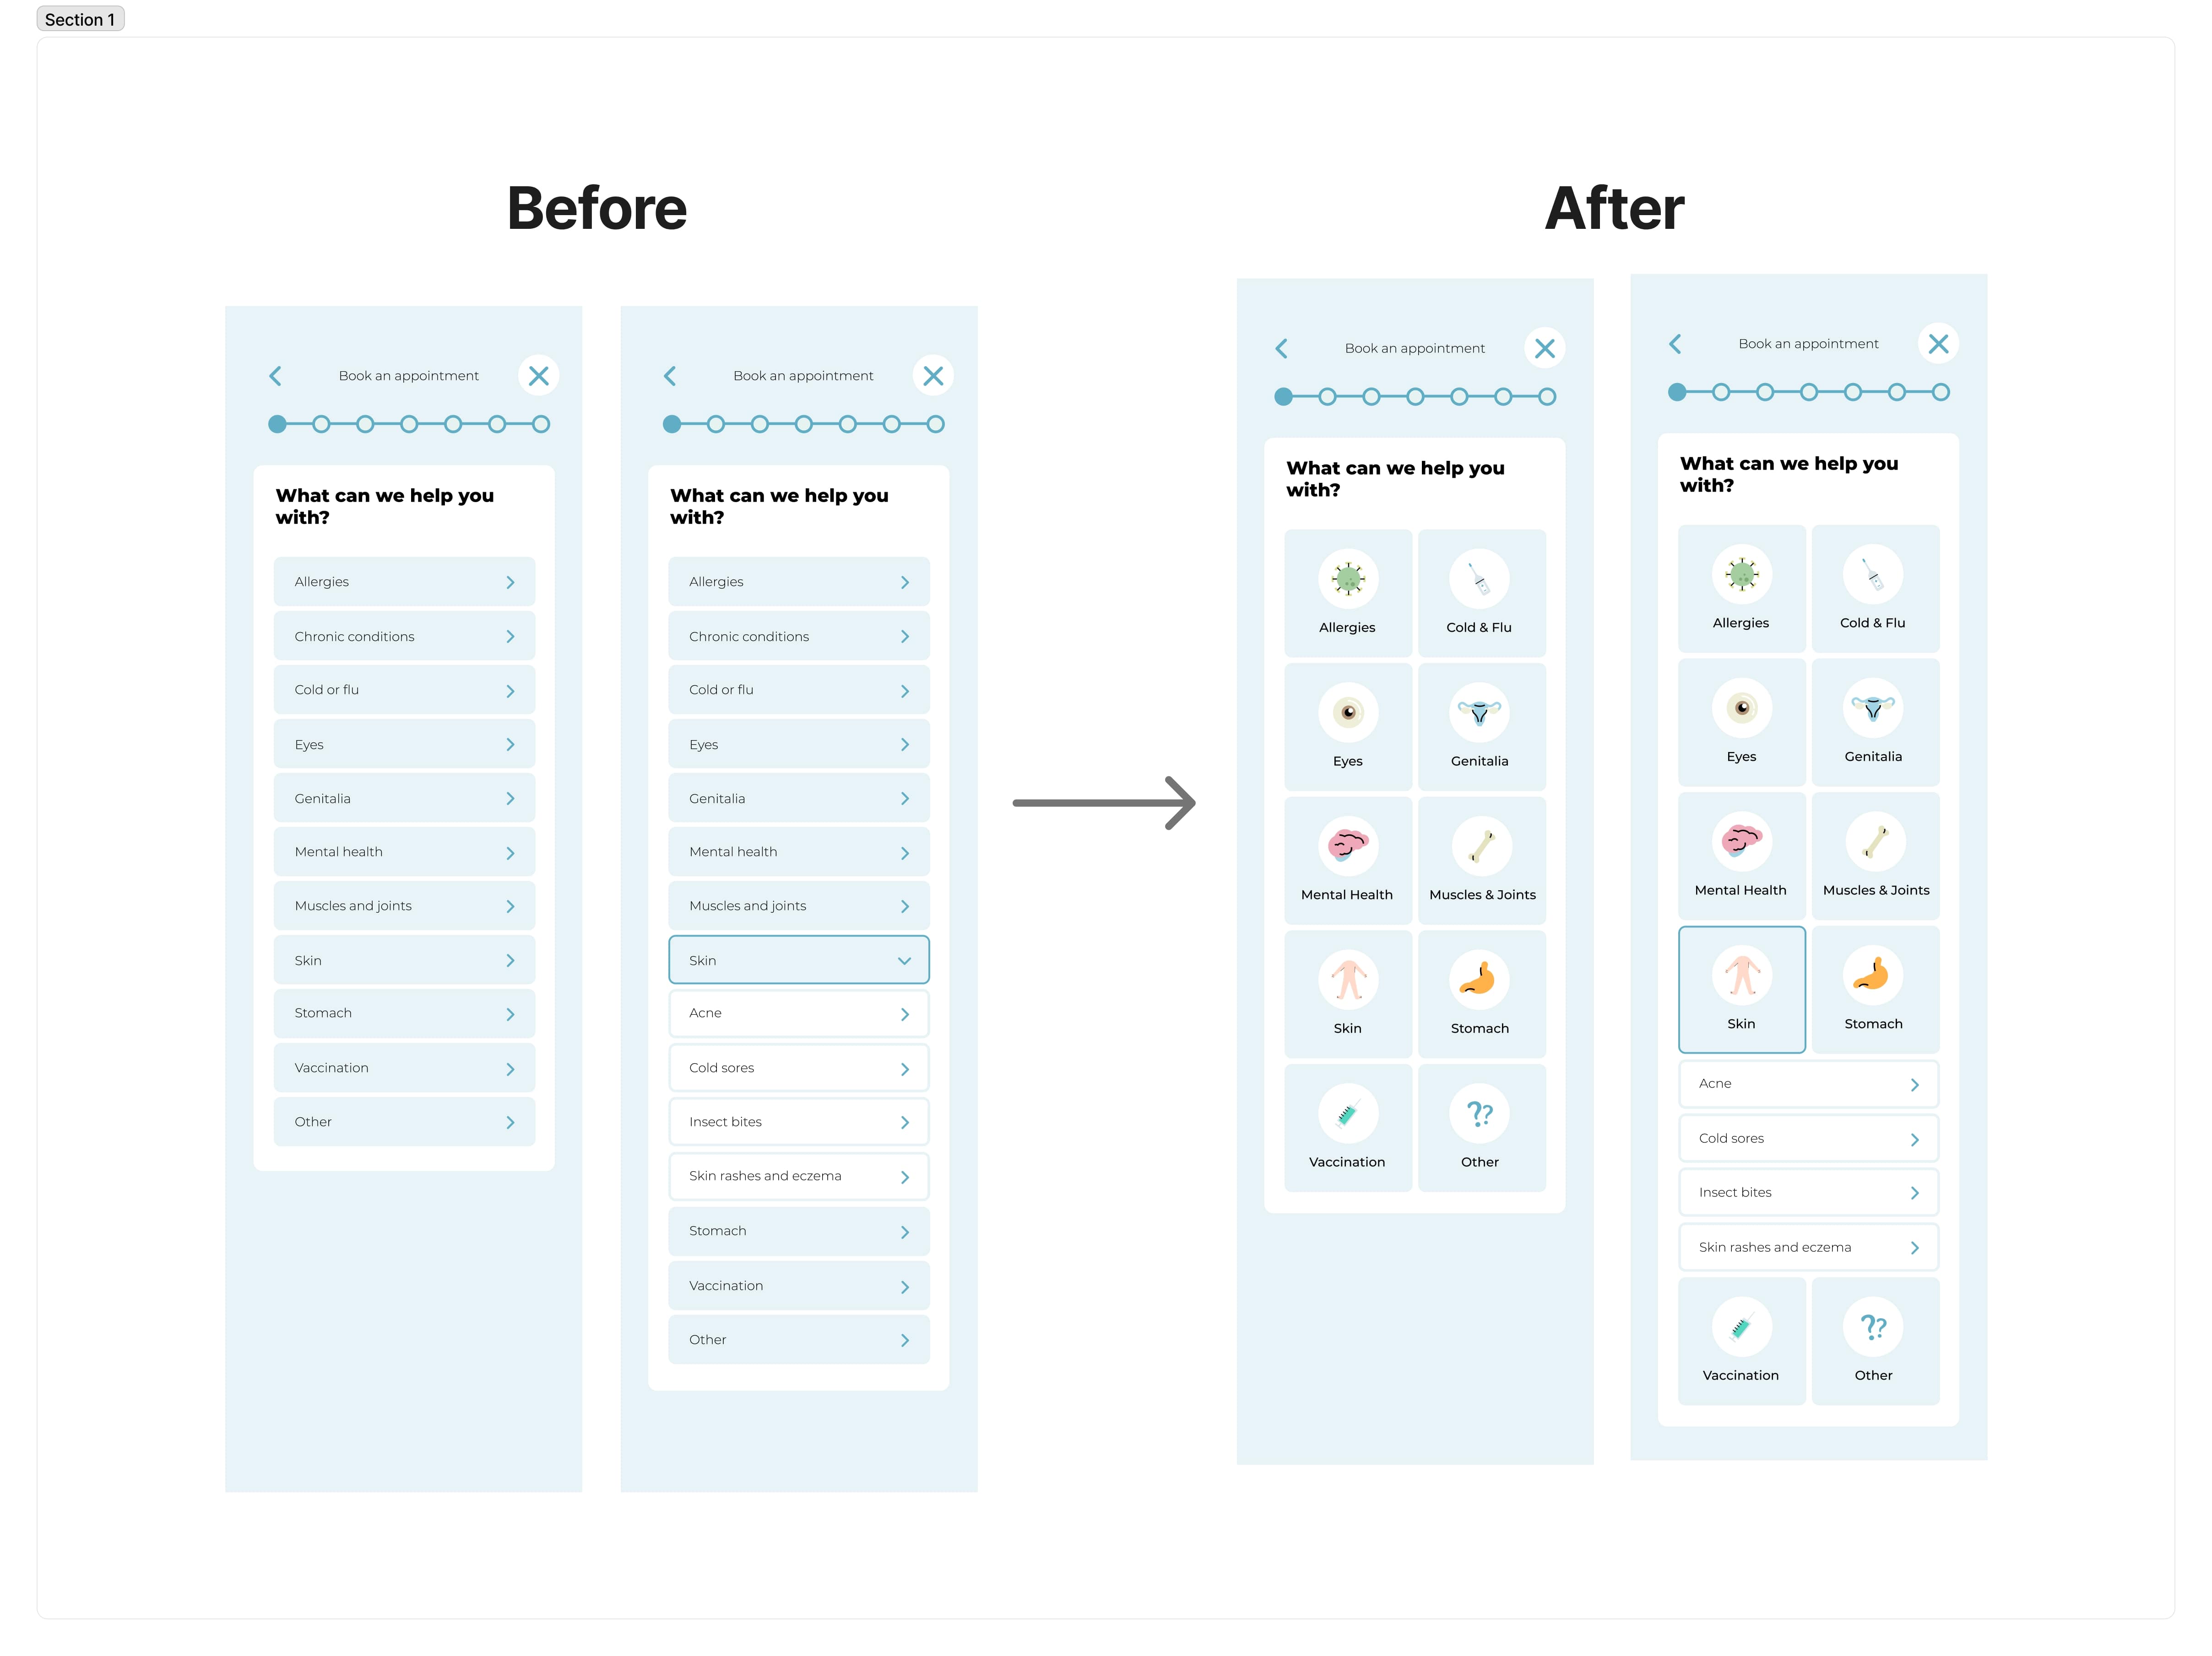 Section 1
Before
After
Book an appointment
What can we help you
with?
Allergies
Chronic conditions
Cold or flu
Eyes
Genitalia
Mental health
Muscles and joints
Skin
Stomach
Vaccination
Other
Book an appointment
What can we help you
with?
Allergies
Chronic conditions
Cold or flu
Eyes
Genitalia
Mental health
Muscles and joints
Skin
Acne
Cold sores
Insect bites
Skin rashes and eczema
Stomach
Vaccination
Other
Book an appointment
What can we help you
with?
Allergies
Cold & Flu
Eyes
Genitalia
Mental Health
Muscles & Joints
Skin
Stomach
Vaccination
??
Other
Book an appointment
What can we help you
with?
Allergies
Cold & Flu
Eyes
Genitalia
Mental Health
Muscles & Joints
Skin
Stomach
Acne
Cold sores
Insect bites
Skin rashes and eczema
Vaccination
??
Other